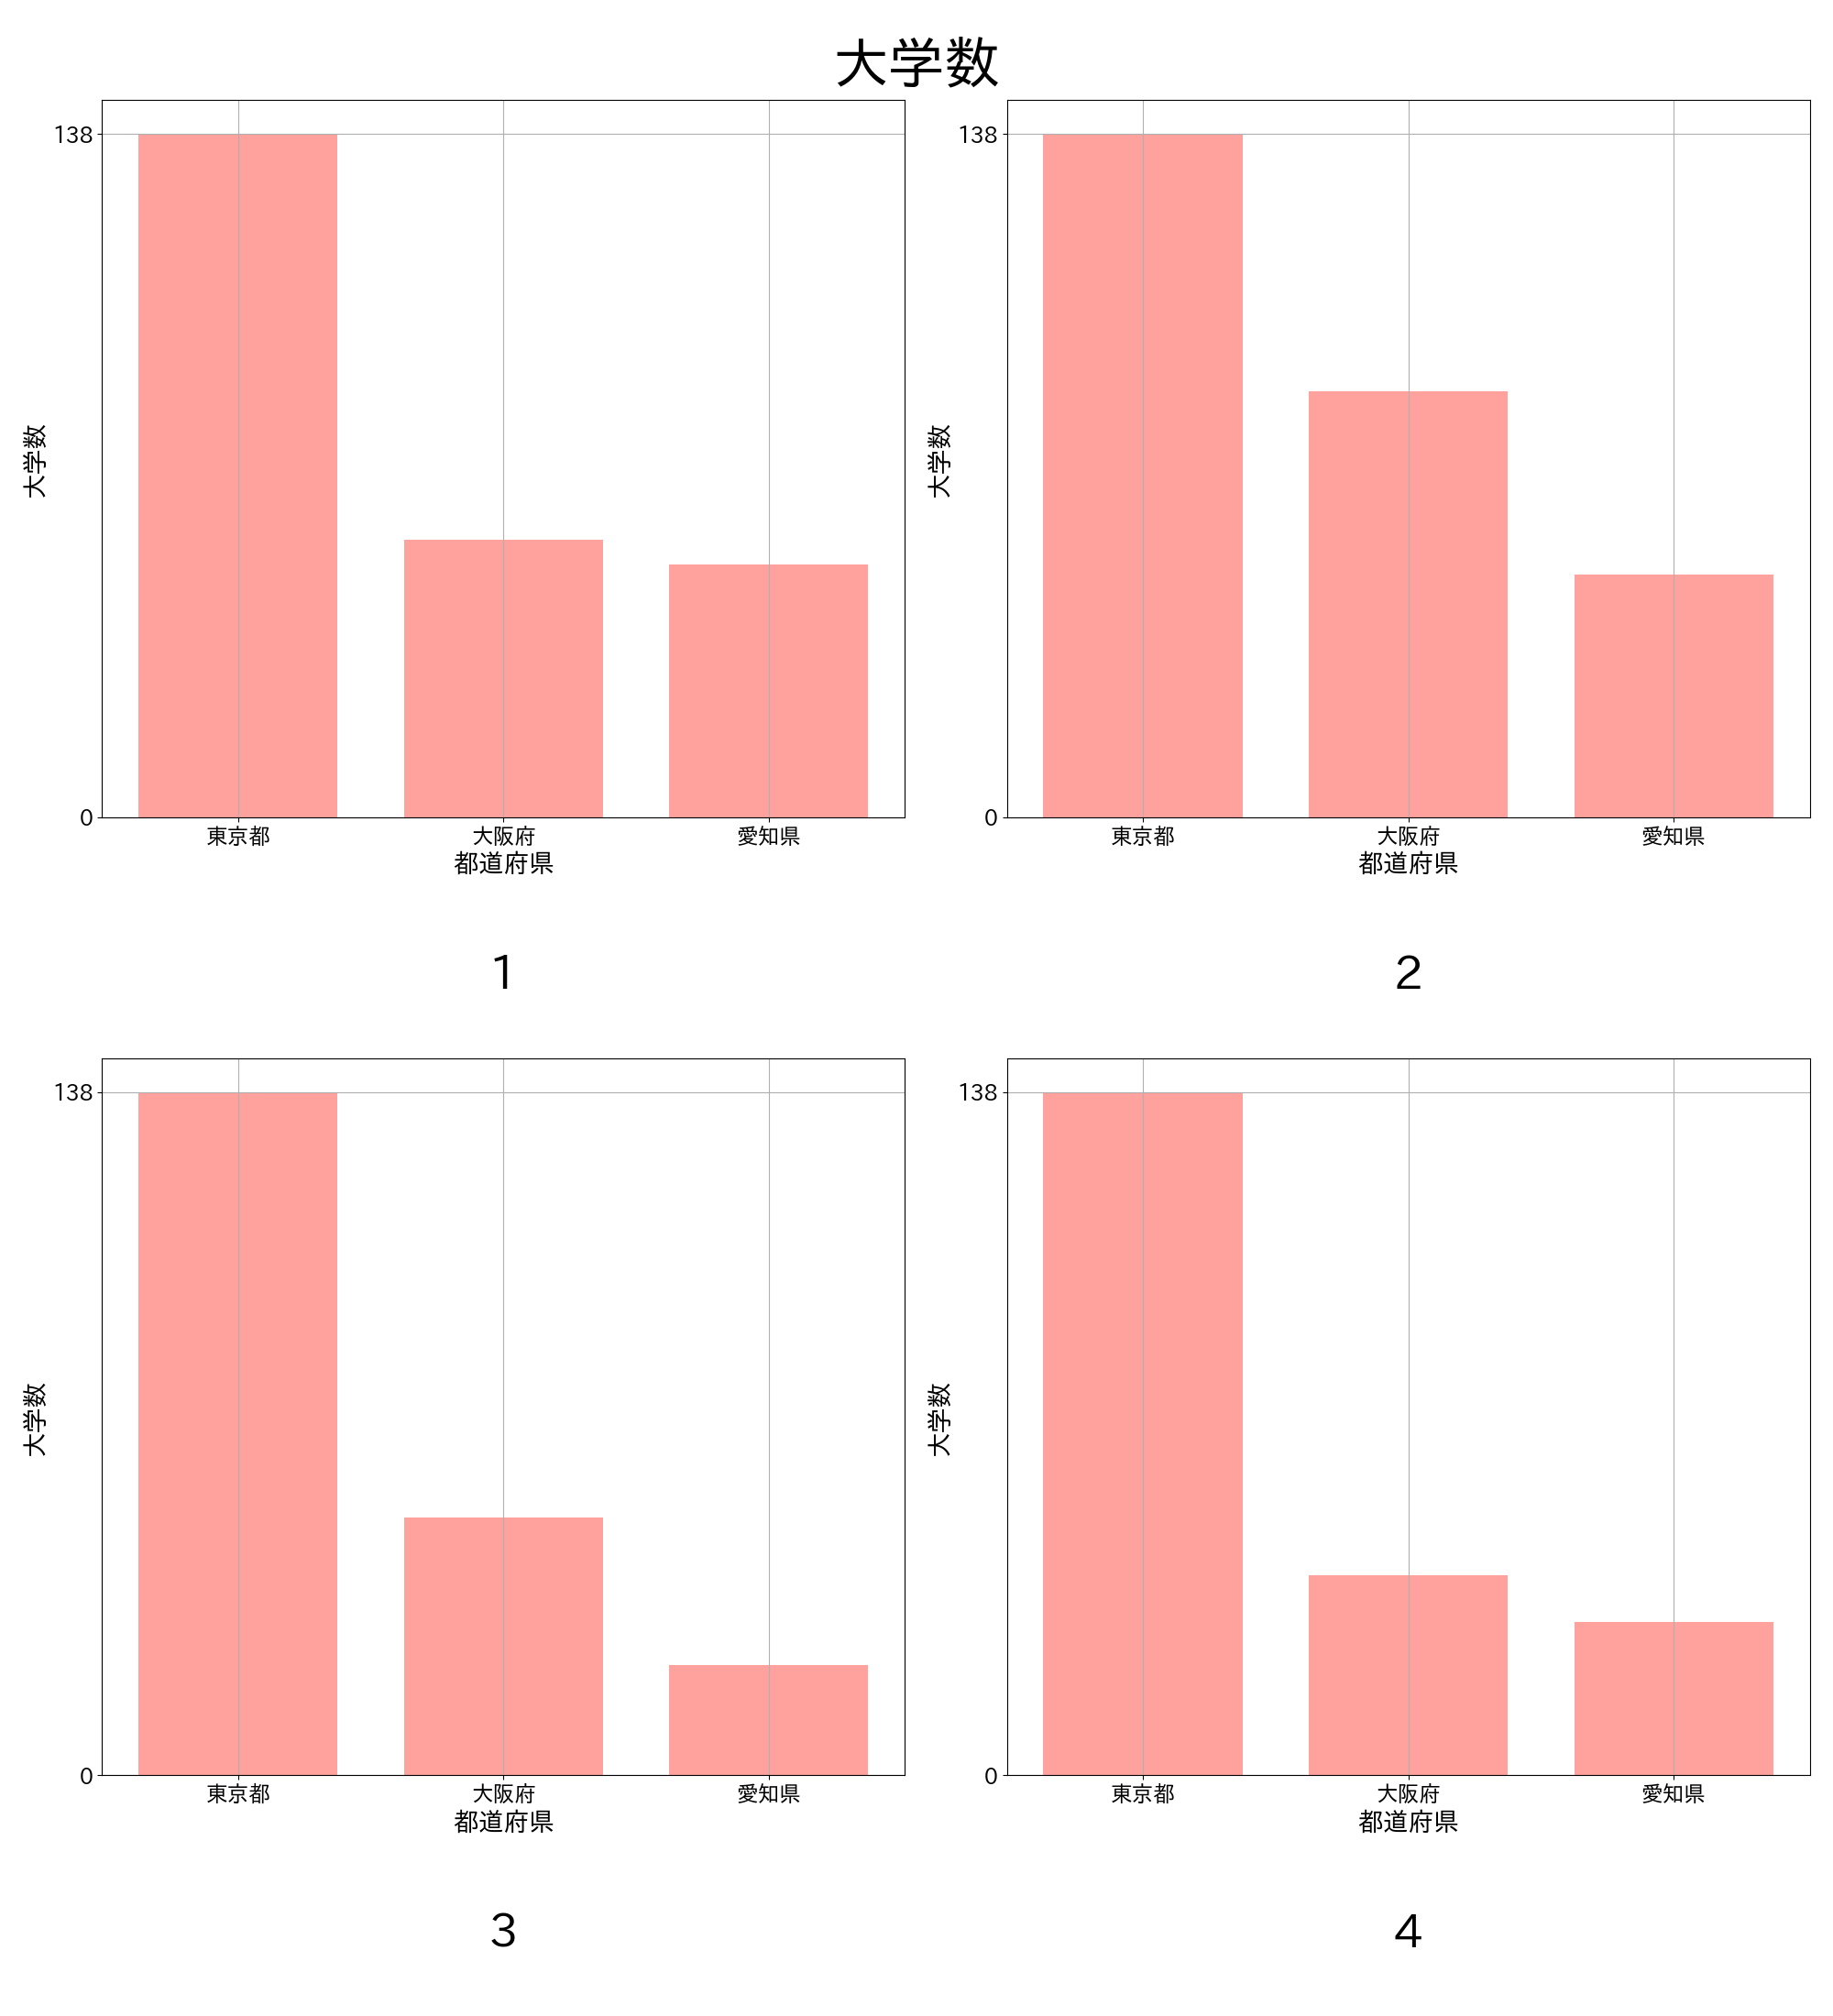 大学数
138
大学数
0
東京都 大阪府 愛知県
都道府県
1
138
大学数
0
東京都 大阪府 愛知県
都道府県
2
138
大学数
0
東京都 大阪府 愛知県
都道府県
3
138
大学数
0
東京都 大阪府 愛知県
都道府県
4